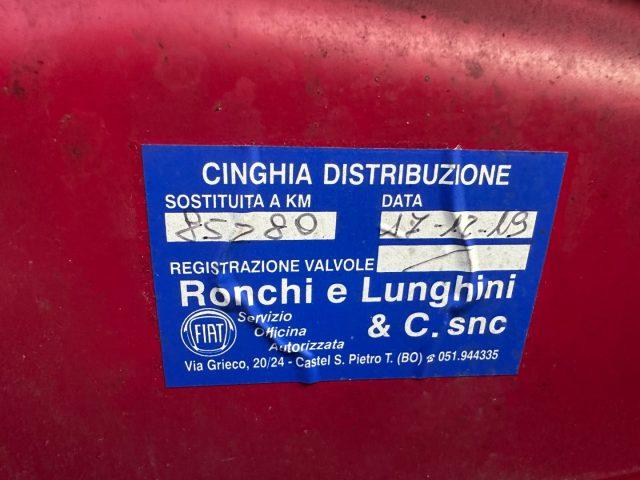 CINGHIA DISTRIBUZIONE
SOSTITUITA A KM DATA
85780 17-12-19
REGISTRAZIONE VALVOLE
Ronchi e Lunghini
& C. snc
FIAT
Servizio
Officina
Autorizzata
Via Grieco, 20/24 - Castel S. Pietro T. (BO) ☎ 051.944335